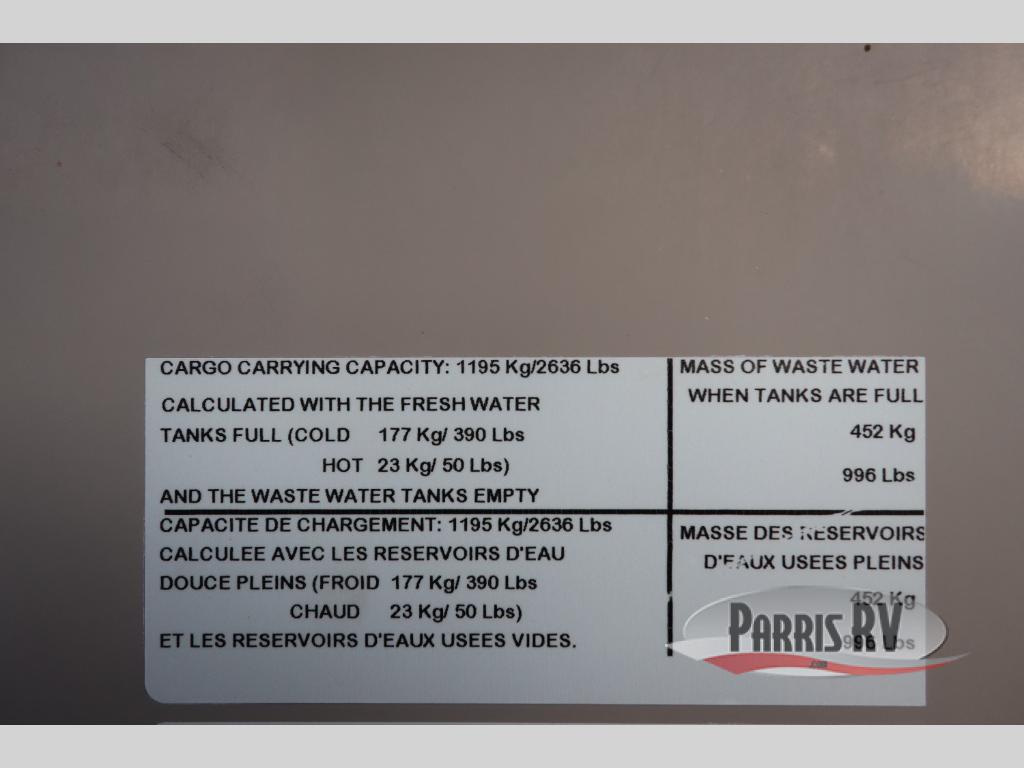 CARGO CARRYING CAPACITY: 1195 Kg/2636 Lbs
CALCULATED WITH THE FRESH WATER
TANKS FULL (COLD 177 Kg/ 390 Lbs
HOT 23 Kg/ 50 Lbs)
AND THE WASTE WATER TANKS EMPTY
MASS OF WASTE WATER
WHEN TANKS ARE FULL
452 Kg
996 Lbs
CAPACITE DE CHARGEMENT: 1195 Kg/2636 Lbs
CALCULEE AVEC LES RESERVOIRS D'EAU
DOUCE PLEINS (FROID 177 Kg/ 390 Lbs
CHAUD 23 Kg/ 50 Lbs)
ET LES RESERVOIRS D'EAUX USEES VIDES.
MASSE DES RESERVOIRS
D'EAUX USEES PLEINS
452 Kg
996 Lbs
PARRIS RV
.com